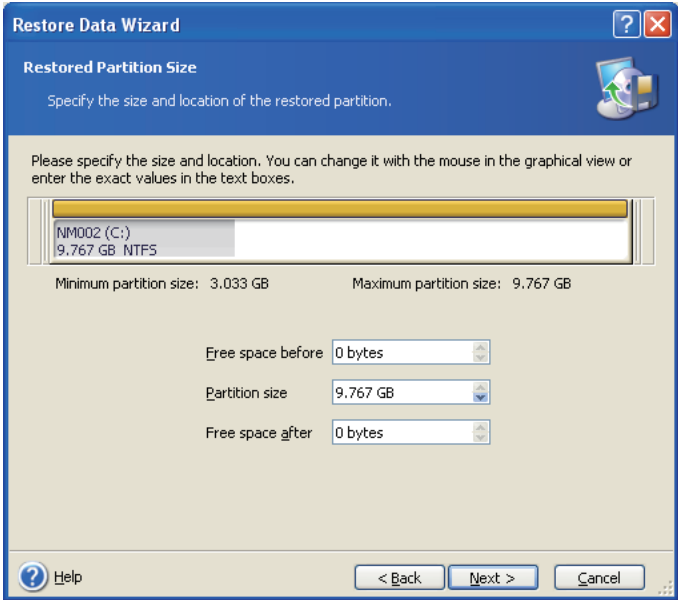 Restore Data Wizard
Restored Partition Size
Specify the size and location of the restored partition.
Please specify the size and location. You can change it with the mouse in the graphical view or
enter the exact values in the text boxes.
NM002 (C:)
9.767 GB NTFS
Minimum partition size: 3.033 GB Maximum partition size: 9.767 GB
Free space before 0 bytes
Partition size 9.767 GB
Free space after 0 bytes
Help < Back Next > Cancel